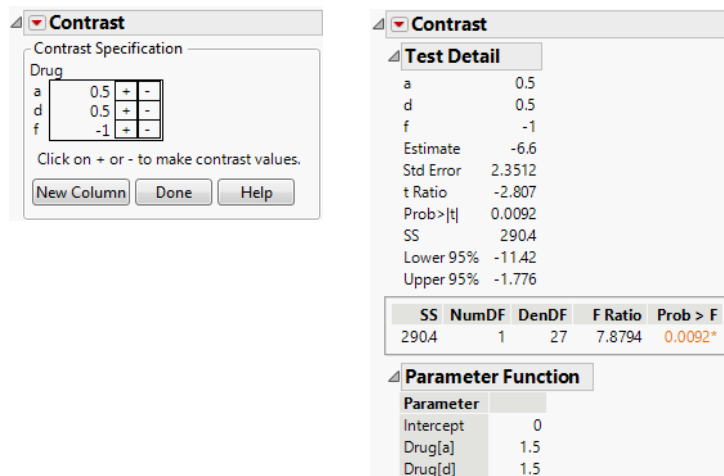 Contrast
Contrast Specification
Drug
a 0.5 + -
d 0.5 + -
f -1 + -
Click on + or - to make contrast values.
New Column Done Help
Contrast
Test Detail
a 0.5
d 0.5
f -1
Estimate -6.6
Std Error 2.3512
t Ratio -2.807
Prob>|t| 0.0092
SS 290.4
Lower 95% -11.42
Upper 95% -1.776
SS NumDF DenDF F Ratio Prob > F
290.4 1 27 7.8794 0.0092*
Parameter Function
Parameter
Intercept 0
Drug[a] 1.5
Drug[d] 1.5